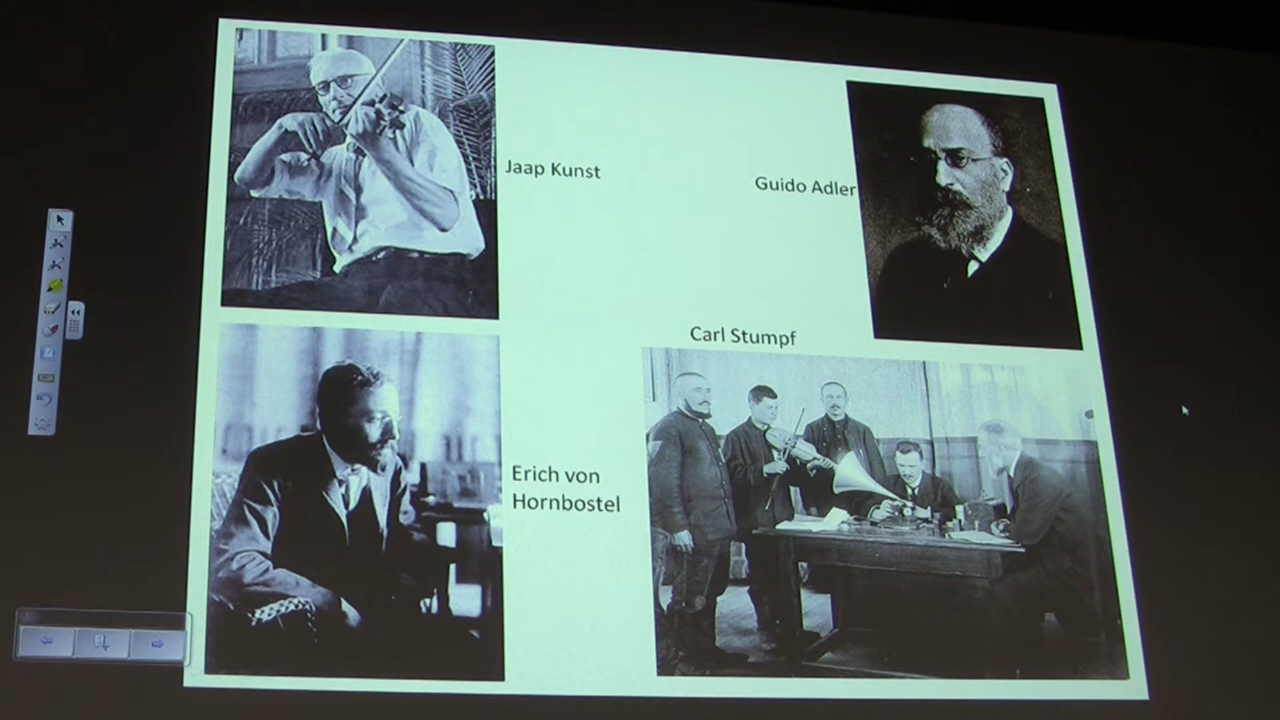 Jaap Kunst
Guido Adler
Carl Stumpf
Erich von
Hornbostel